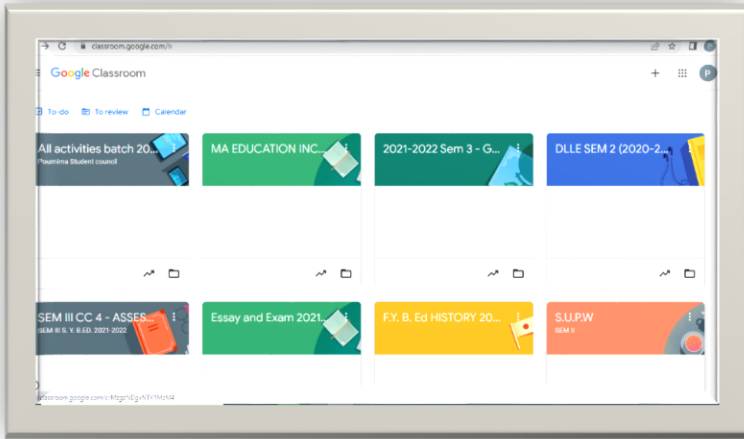 classroom.google.com/h
P
Google Classroom
P
To-do To review Calendar
All activities batch 20...
Pournima Student council
MA EDUCATION INC...
2021-2022 Sem 3 - G...
DLLE SEM 2 (2020-2...
SEM III CC 4 - ASSES...
SEM III S. Y. B.ED. 2021-2022
Essay and Exam 2021...
F.Y. B. Ed HISTORY 20...
S.U.P.W
SEM II